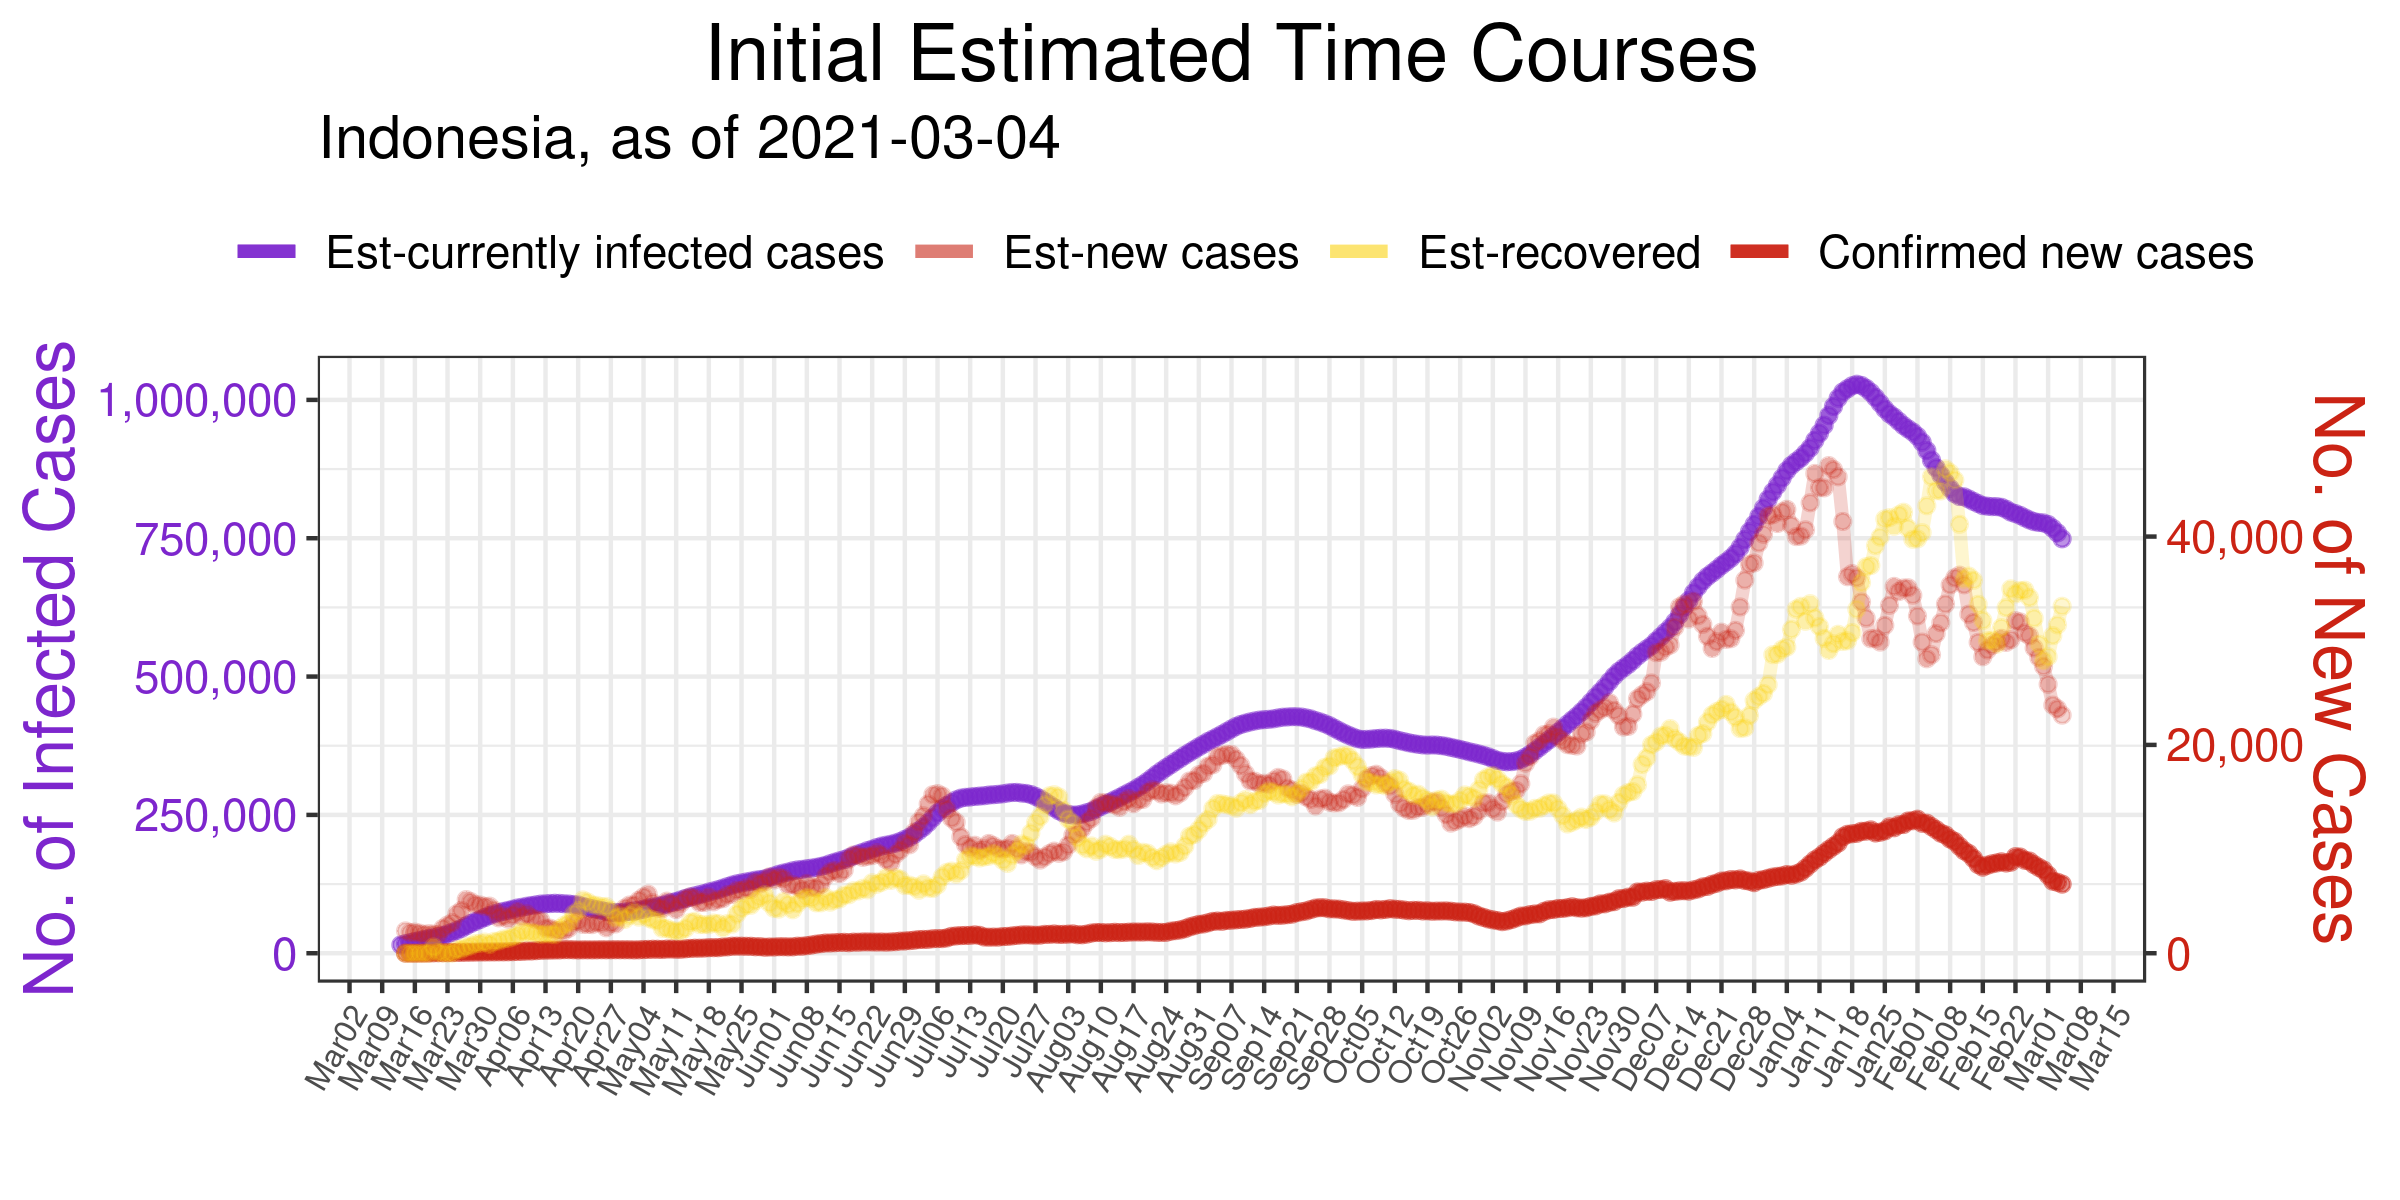 Initial Estimated Time Courses
Indonesia, as of 2021-03-04
Est-currently infected cases Est-new cases Est-recovered Confirmed new cases
No. of Infected Cases
1,000,000
750,000
500,000
250,000
0
No. of New Cases
40,000
20,000
0
Mar02 Mar09 Mar16 Mar23 Mar30 Apr06 Apr13 Apr20 Apr27 May04 May11 May18 May25 Jun01 Jun08 Jun15 Jun22 Jun29 Jul06 Jul13 Jul20 Jul27 Aug03 Aug10 Aug17 Aug24 Aug31 Sep07 Sep14 Sep21 Sep28 Oct05 Oct12 Oct19 Oct26 Nov02 Nov09 Nov16 Nov23 Nov30 Dec07 Dec14 Dec21 Dec28 Jan04 Jan11 Jan18 Jan25 Feb01 Feb08 Feb15 Feb22 Mar01 Mar08 Mar15